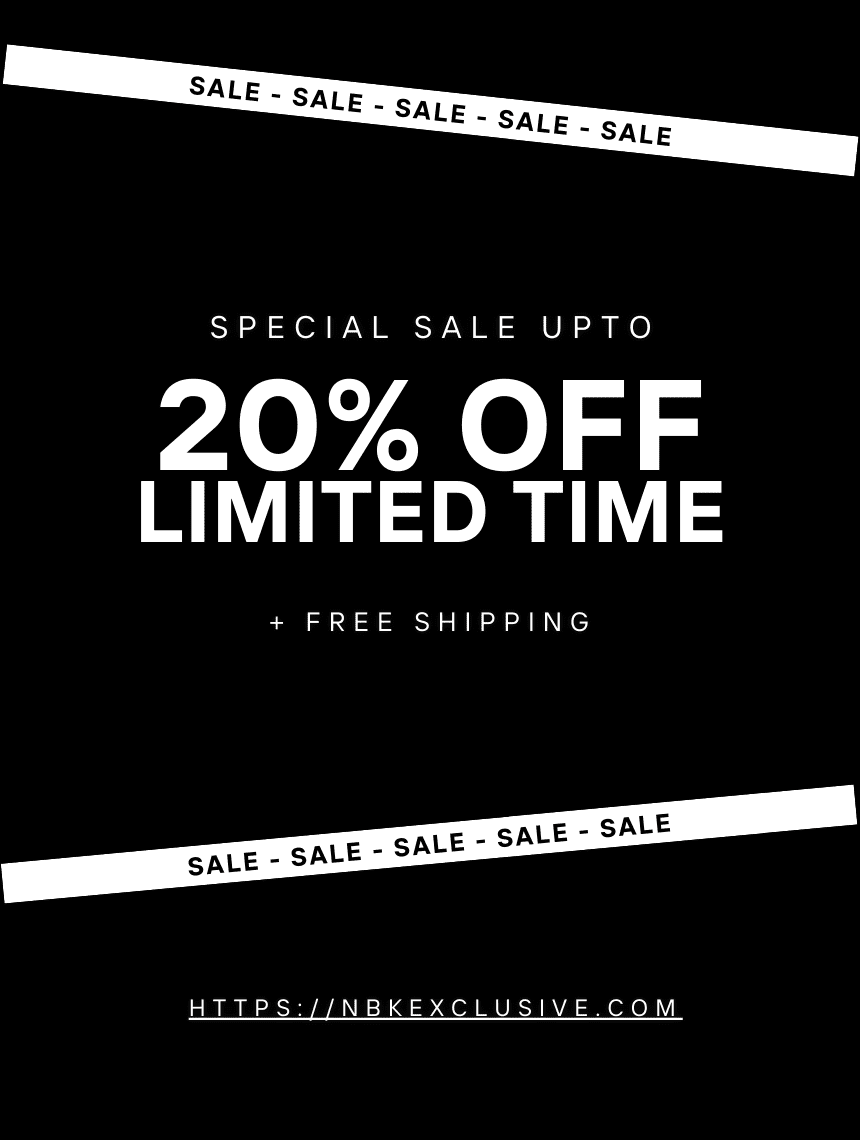 SALE - SALE - SALE - SALE - SALE
SPECIAL SALE UPTO
20% OFF
LIMITED TIME
+ FREE SHIPPING
SALE - SALE - SALE - SALE - SALE
HTTPS://NBKEXCLUSIVE.COM